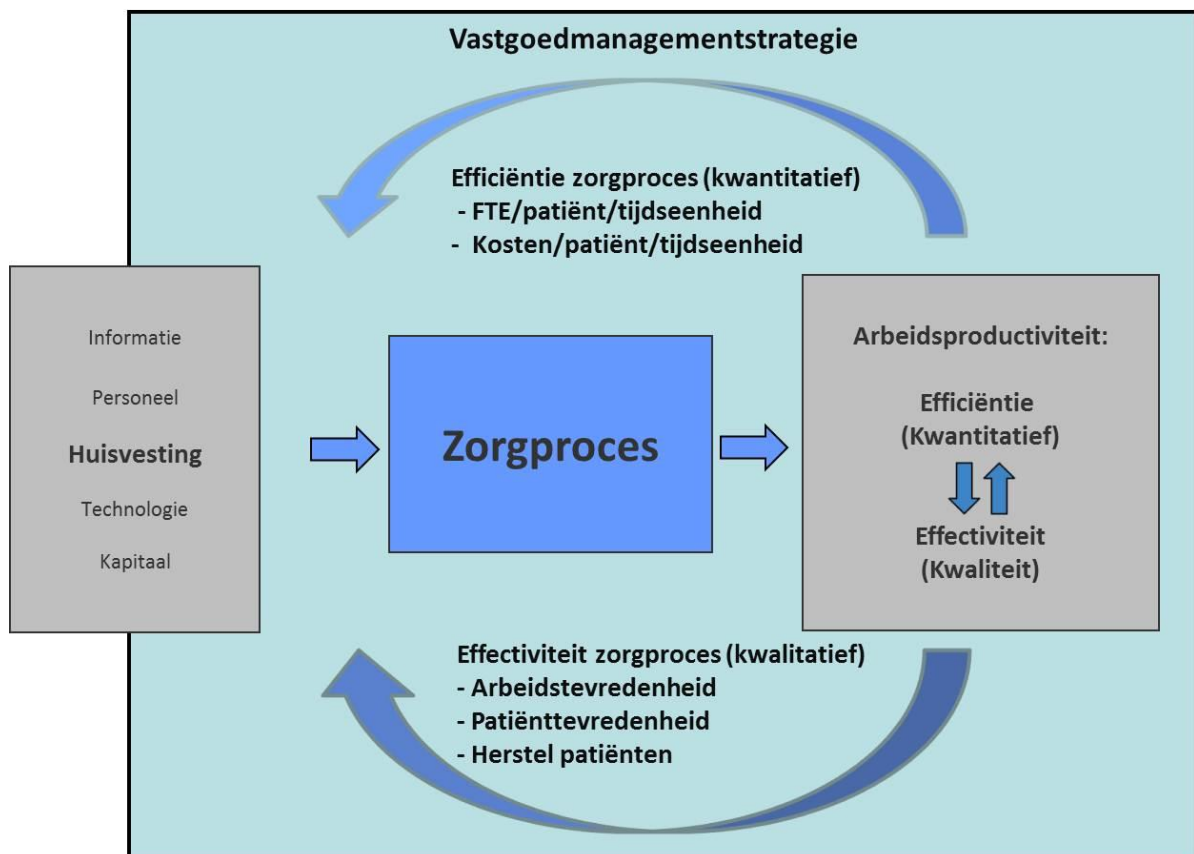 Vastgoedmanagementstrategie
Efficiëntie zorgproces (kwantitatief)
- FTE/patiënt/tijdseenheid
- Kosten/patiënt/tijdseenheid
Informatie
Personeel
Huisvesting
Technologie
Kapitaal
Zorgproces
Arbeidsproductiviteit:
Efficiëntie
(Kwantitatief)
Effectiviteit
(Kwaliteit)
Effectiviteit zorgproces (kwalitatief)
- Arbeidstevredenheid
- Patiënttevredenheid
- Herstel patiënten